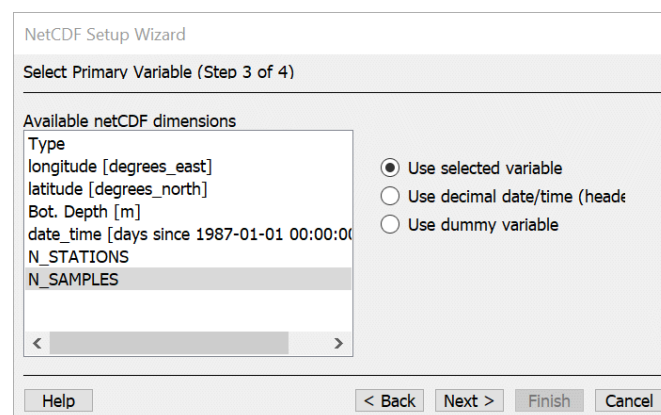 NetCDF Setup Wizard
Select Primary Variable (Step 3 of 4)
Available netCDF dimensions
Type
longitude [degrees_east]
latitude [degrees_north]
Bot. Depth [m]
date_time [days since 1987-01-01 00:00:00
N_STATIONS
N_SAMPLES
Use selected variable
Use decimal date/time (heade
Use dummy variable
Help
< Back
Next >
Finish
Cancel